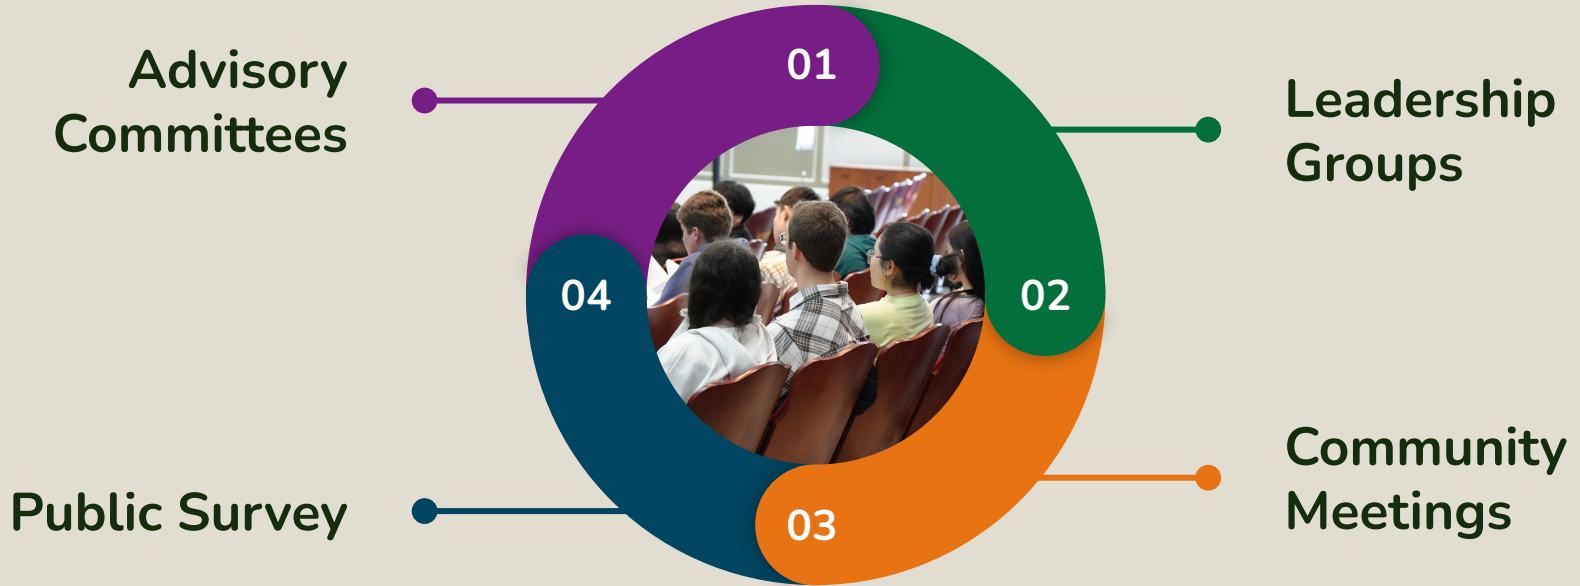 Advisory
Committees
01
Leadership
Groups
02
Community
Meetings
03
Public Survey
04